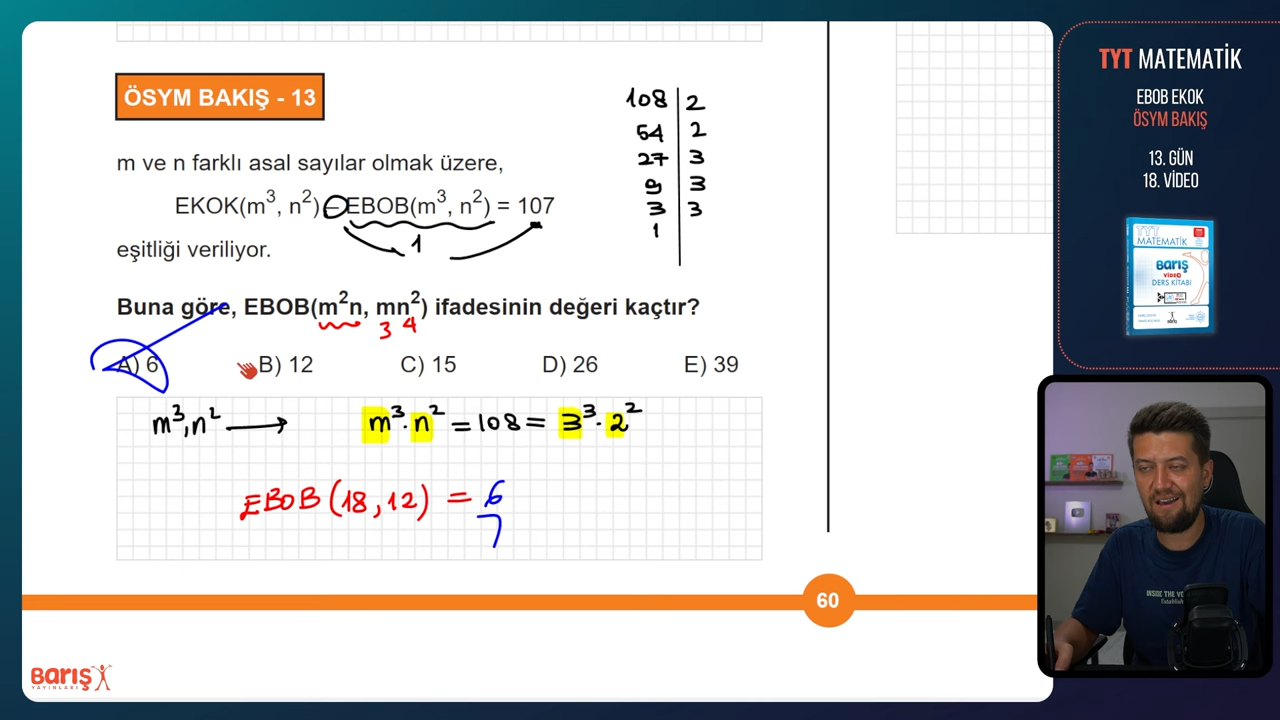 ÖSYM BAKIŞ - 13
m ve n farklı asal sayılar olmak üzere,
EKOK(m³, n²) – EBOB(m³, n²) = 107
1
eşitliği veriliyor.
Buna göre, EBOB(m²n, mn²) ifadesinin değeri kaçtır?
3 4
A) 6
B) 12
C) 15
D) 26
E) 39
108 | 2
54 | 2
27 | 3
9 | 3
3 | 3
1
m³, n² → m³ · n² = 108 = 3³ · 2²
EBOB (18, 12) = 6
60
BARIŞ
YAYINLARI
TYT MATEMATİK
EBOB EKOK
ÖSYM BAKIŞ
13. GÜN
18. VİDEO
TYT
MATEMATİK
BARIŞ
VİDEO
DERS KİTABI